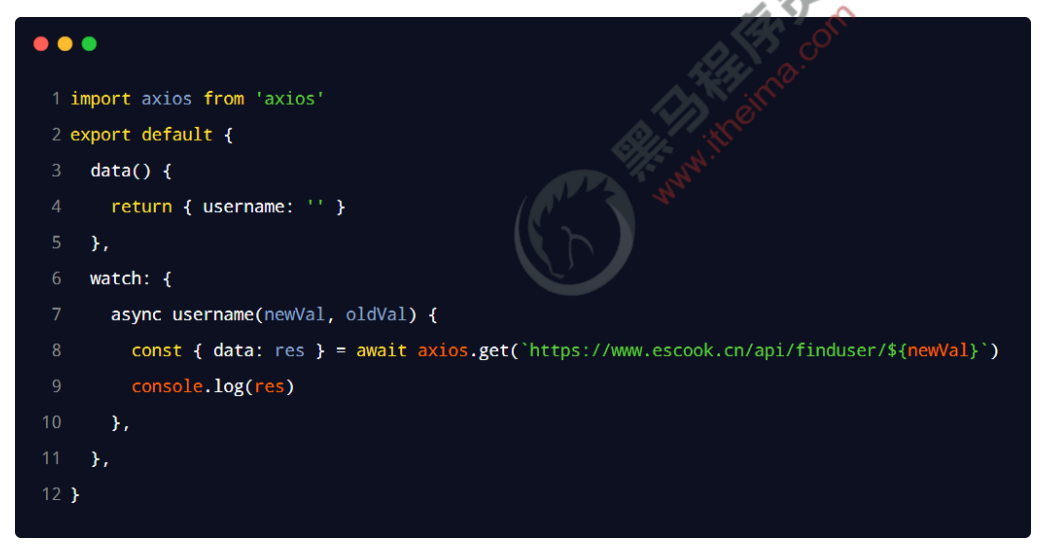 黑马程序员
www.itheima.com
1 import axios from 'axios'
2 export default {
3 data() {
4 return { username: '' }
5 },
6 watch: {
7 async username(newVal, oldVal) {
8 const { data: res } = await axios.get(`https://www.escook.cn/api/finduser/${newVal}`)
9 console.log(res)
10 },
11 },
12 }